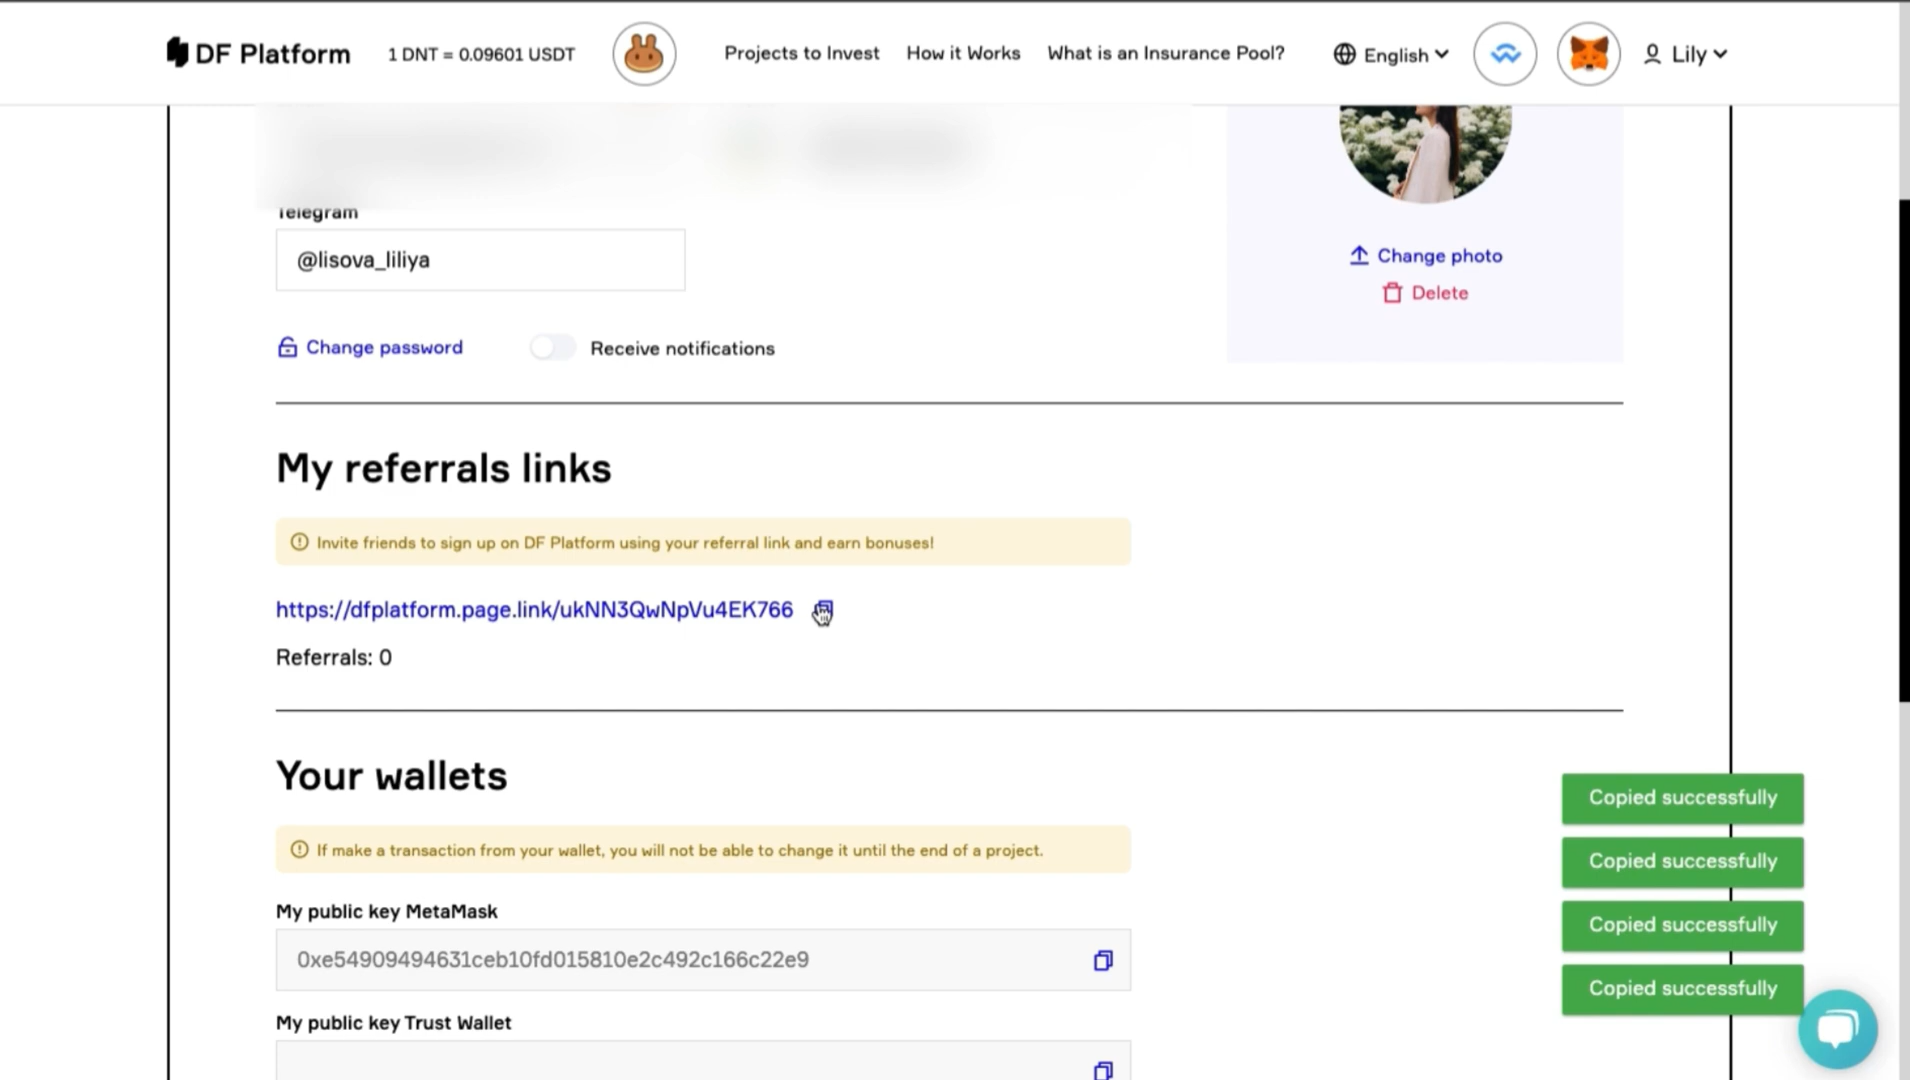 DF Platform
1 DNT = 0.09601 USDT
Projects to Invest
How it Works
What is an Insurance Pool?
English
Lily
Telegram
@lisova_liliya
Change photo
Delete
Change password
Receive notifications
My referrals links
Invite friends to sign up on DF Platform using your referral link and earn bonuses!
https://dfplatform.page.link/ukNN3QwNpVu4EK766
Referrals: 0
Your wallets
If make a transaction from your wallet, you will not be able to change it until the end of a project.
My public key MetaMask
0xe54909494631ceb10fd015810e2c492c166c22e9
My public key Trust Wallet
Copied successfully
Copied successfully
Copied successfully
Copied successfully